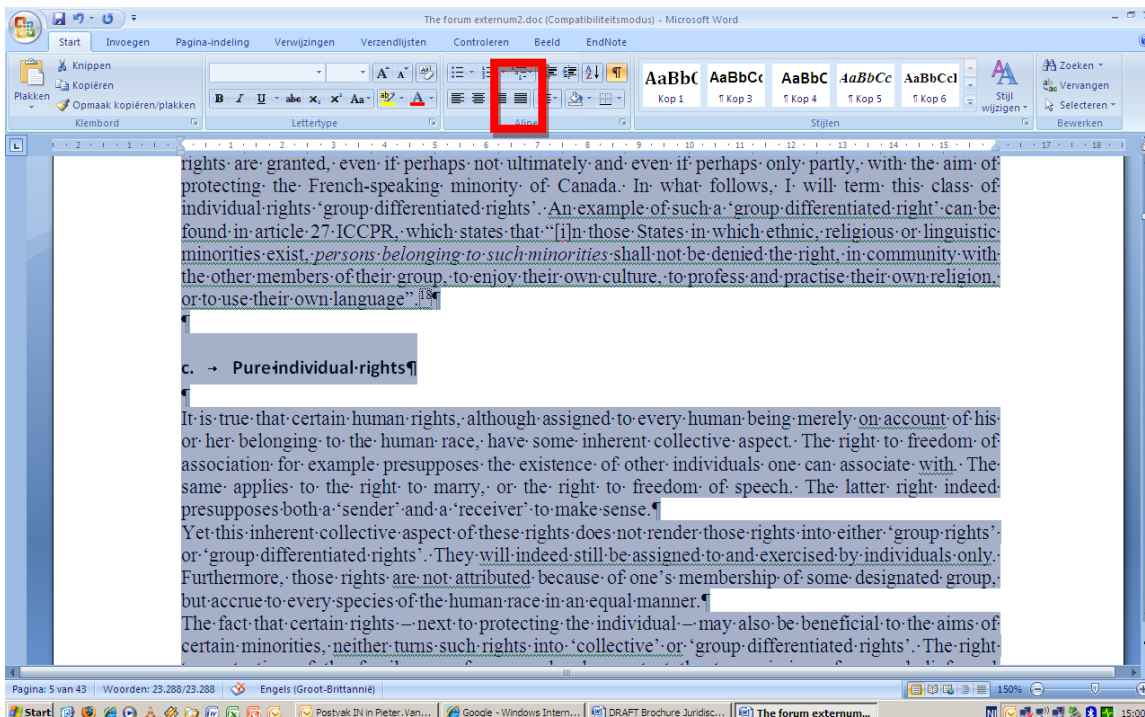 The forum externum2.doc (Compatibiliteitsmodus) - Microsoft Word
Start Invoegen Pagina-indeling Verwijzingen Verzendlijsten Controleren Beeld EndNote
Plakken
Knippen
Kopiëren
Opmaak kopiëren/plakken
Klembord
B I U abc x₂ x² Aa
Lettertype
Aline
AaBbC AaBbCc AaBbC AaBbCc AaBbCcI
Kop 1 ¶ Kop 3 ¶ Kop 4 ¶ Kop 5 ¶ Kop 6
Stijl wijzigen
Stijlen
Zoeken
Vervangen
Selecteren
Bewerken
rights are granted, even if perhaps not ultimately and even if perhaps only partly, with the aim of
protecting the French-speaking minority of Canada. In what follows, I will term this class of
individual rights ‘group differentiated rights’. An example of such a ‘group differentiated right’ can be
found in article 27 ICCPR, which states that “[i]n those States in which ethnic, religious or linguistic
minorities exist, persons belonging to such minorities shall not be denied the right, in community with
the other members of their group, to enjoy their own culture, to profess and practise their own religion,
or to use their own language”.18¶
¶
c. → Pure individual rights¶
¶
It is true that certain human rights, although assigned to every human being merely on account of his
or her belonging to the human race, have some inherent collective aspect. The right to freedom of
association for example presupposes the existence of other individuals one can associate with. The
same applies to the right to marry, or the right to freedom of speech. The latter right indeed
presupposes both a ‘sender’ and a ‘receiver’ to make sense.¶
Yet this inherent collective aspect of these rights does not render those rights into either ‘group rights’
or ‘group differentiated rights’. They will indeed still be assigned to and exercised by individuals only.
Furthermore, those rights are not attributed because of one’s membership of some designated group,
but accrue to every species of the human race in an equal manner.¶
The fact that certain rights – next to protecting the individual – may also be beneficial to the aims of
certain minorities, neither turns such rights into ‘collective’ or ‘group differentiated rights’. The right
Pagina: 5 van 43 Woorden: 23.288/23.288 Engels (Groot-Brittannië) 150%
Start Postvak IN in Pieter.Van... Google - Windows Intern... DRAFT Brochure Juridisc... The forum externum... Nl 15:00